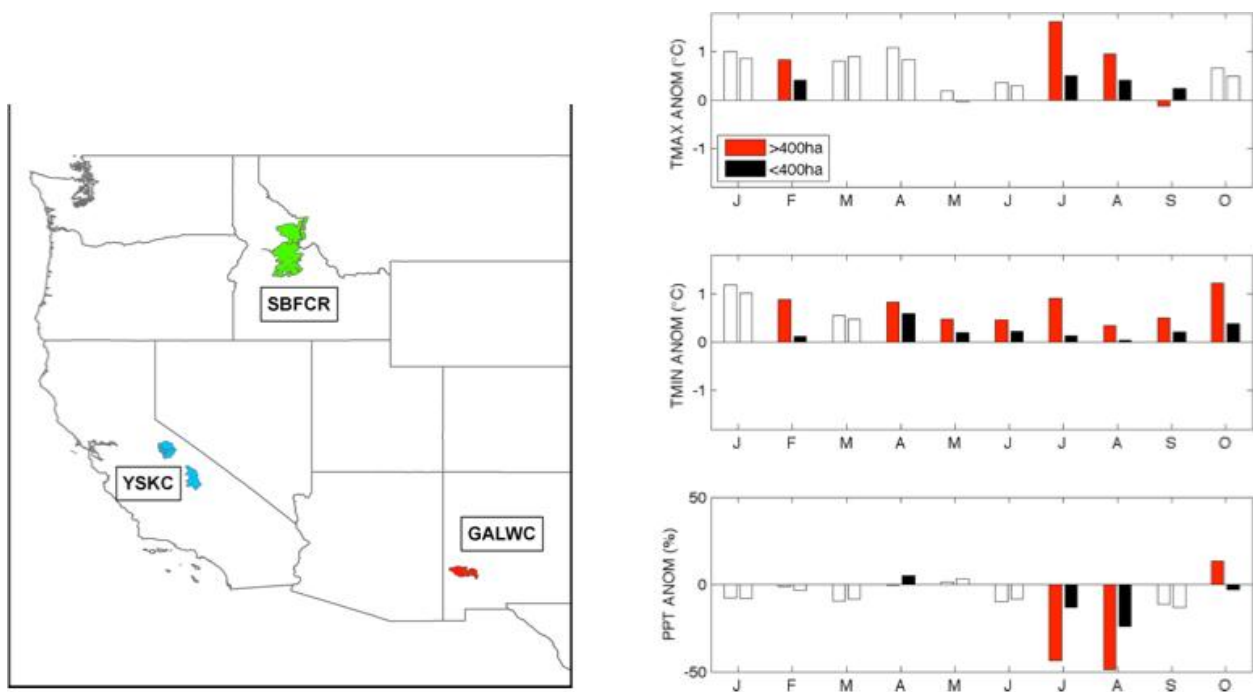 SBFCR
YSKC
GALWC
TMAX ANOM (°C)
1
0
-1
>400ha
<400ha
J F M A M J J A S O
TMIN ANOM (°C)
1
0
-1
J F M A M J J A S O
PPT ANOM (%)
50
0
-50
J F M A M J J A S O